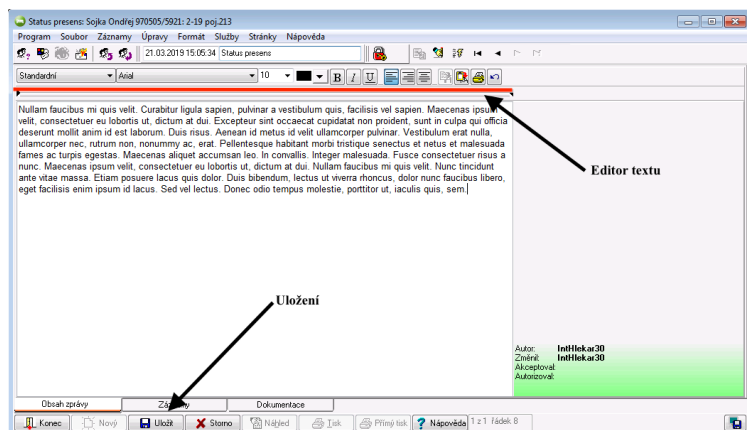 Status presens: Sojka Ondřej 970505/5921: 2-19 poj.213
Program Soubor Záznamy Úpravy Formát Služby Stránky Nápověda
21.03.2019 15:05:34 Status presens
Standardní Arial 10 B I U
Nullam faucibus mi quis velit. Curabitur ligula sapien, pulvinar a vestibulum quis, facilisis vel sapien. Maecenas ipsum
velit, consectetuer eu lobortis ut, dictum at dui. Excepteur sint occaecat cupidatat non proident, sunt in culpa qui officia
deserunt mollit anim id est laborum. Duis risus. Aenean id metus id velit ullamcorper pulvinar. Vestibulum erat nulla,
ullamcorper nec, rutrum non, nonummy ac, erat. Pellentesque habitant morbi tristique senectus et netus et malesuada
fames ac turpis egestas. Maecenas aliquet accumsan leo. In convallis. Integer malesuada. Fusce consectetuer risus a
nunc. Maecenas ipsum velit, consectetuer eu lobortis ut, dictum at dui. Nullam faucibus mi quis velit. Nunc tincidunt
ante vitae massa. Etiam posuere lacus quis dolor. Duis bibendum, lectus ut viverra rhoncus, dolor nunc faucibus libero,
eget facilisis enim ipsum id lacus. Sed vel lectus. Donec odio tempus molestie, porttitor ut, iaculis quis, sem.
Editor textu
Uložení
Autor: IntHlekar30
Změnil: IntHlekar30
Akceptoval:
Autorizoval:
Obsah zprávy Záznamy Dokumentace
Konec Nový Uložit Storno Náhled Tisk Přímý tisk Nápověda 1 z 1 řádek 8